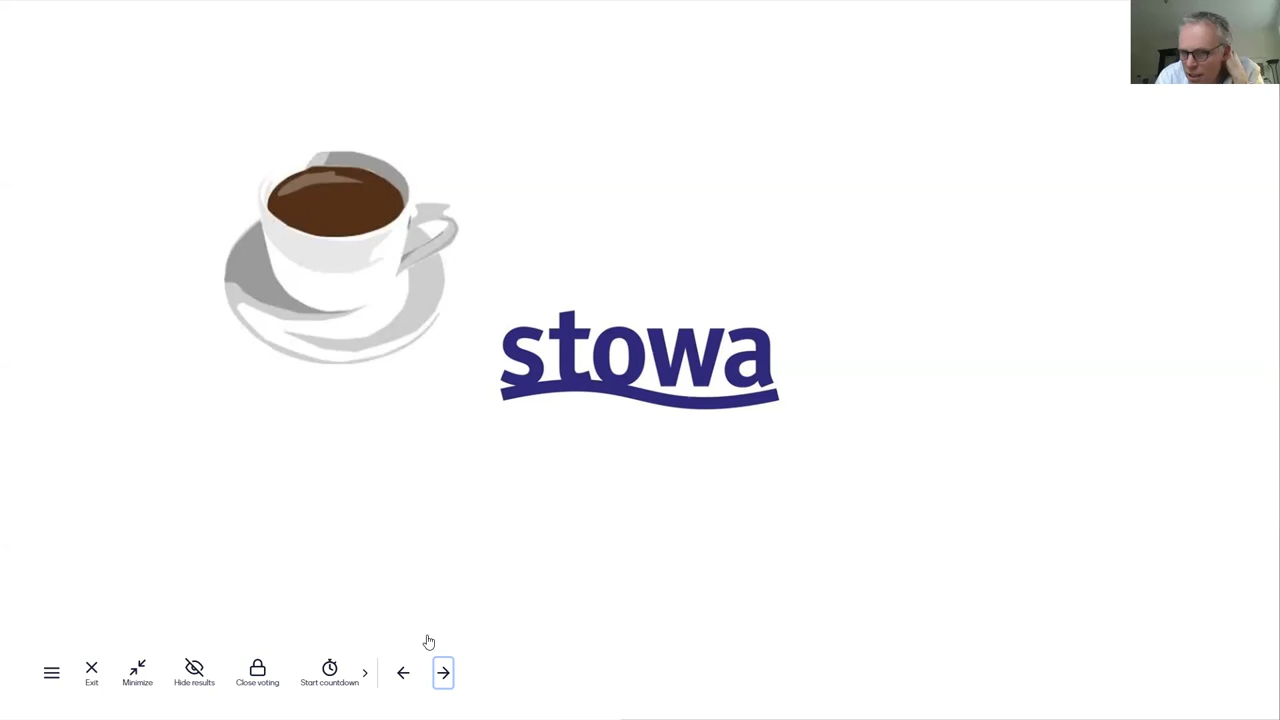 stowa
Exit
Minimize
Hide results
Close voting
Start countdown